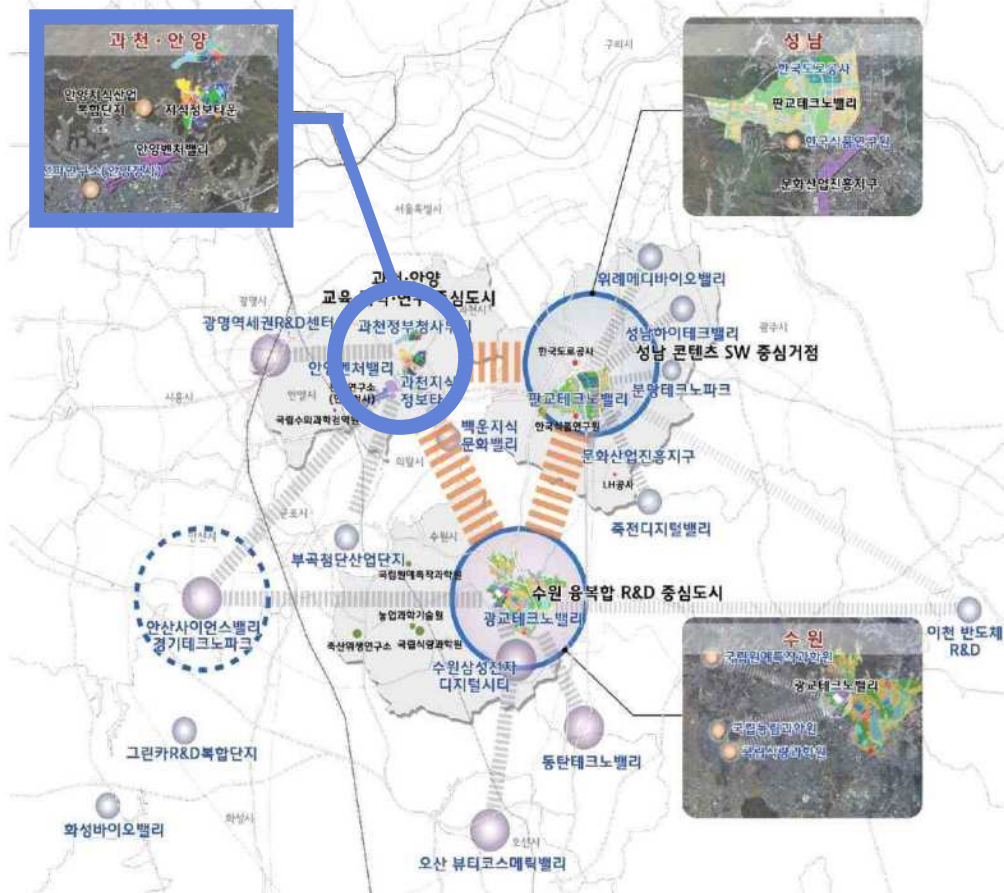 과천·안양
안양지식산업
복합단지
지식정보타운
안양벤처밸리
성남
한국도로공사
판교테크노밸리
한국식품연구원
문화산업진흥지구
구리시
서울특별시
과천·안양
광명시
과천시
광명역세권R&D센터
과천정부청사부지
위례메디바이오밸리
성남하이테크밸리
광주시
한국도로공사
성남 콘텐츠 SW 중심거점
안양벤처밸리
과천지식
분당테크노파크
시흥시
안양시
판교테크노밸리
국립수의과학검역원
한국식품연구원
백운지식
문화밸리
문화산업진흥지구
의왕시
LH공사
군포시
죽전디지털밸리
안산시
수원시
부곡첨단산업단지
국립원예특작과학원
수원 융복합 R&D 중심도시
광교테크노밸리
안산사이언스밸리
경기테크노파크
농업과학기술원
축산위생연구소
국립식량과학원
이천 반도체
R&D
수원삼성전자
디지털시티
수원
국립원예특작과학원
광교테크노밸리
국립농림과학원
국립식량과학원
그린카R&D복합단지
동탄테크노밸리
화성바이오밸리
화성시
오산시
오산 뷰티코스메틱밸리